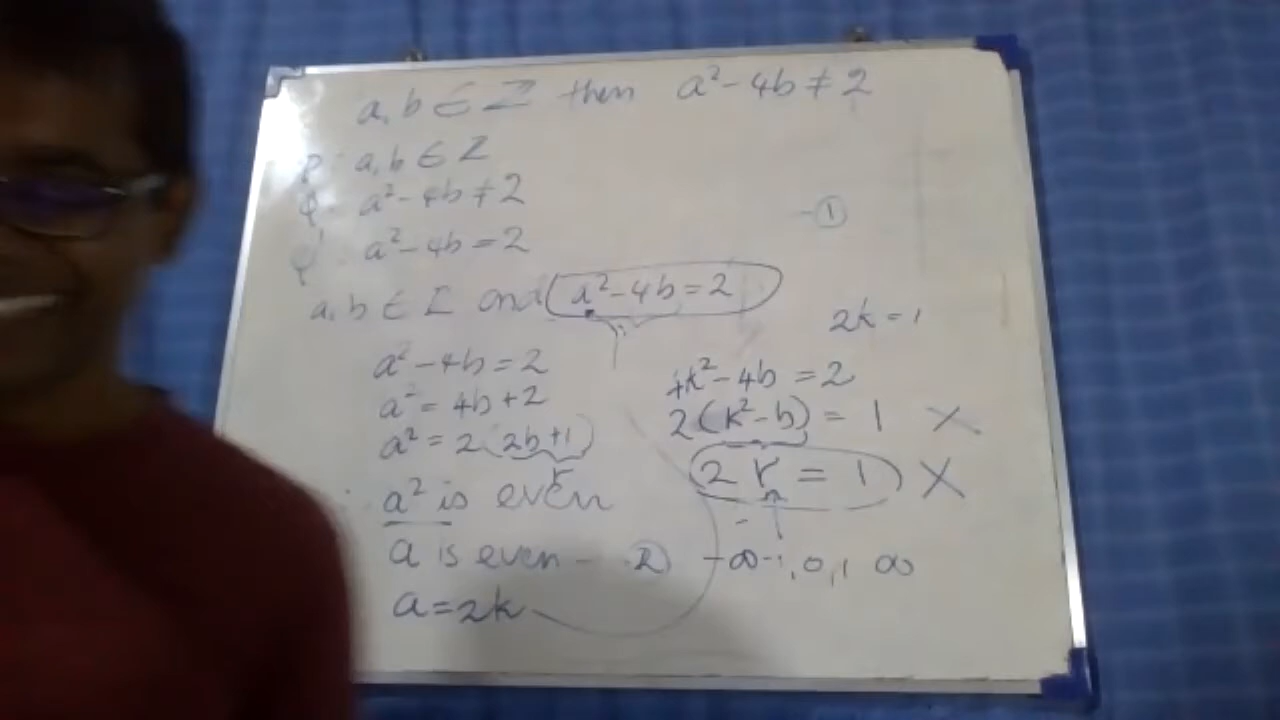 a, b ∈ Z then a² - 4b ≠ 2
P: a, b ∈ Z
Q: a² - 4b ≠ 2
- ①
Q': a² - 4b = 2
a, b ∈ Z and a² - 4b = 2
a² - 4b = 2
a² = 4b + 2
a² = 2(2b+1)
r
∴ a² is even
a is even - ②
a = 2k
2k = 1
4k² - 4b = 2
2(k² - b) = 1 ×
2r = 1 ×
-∞ -1, 0, 1 ∞